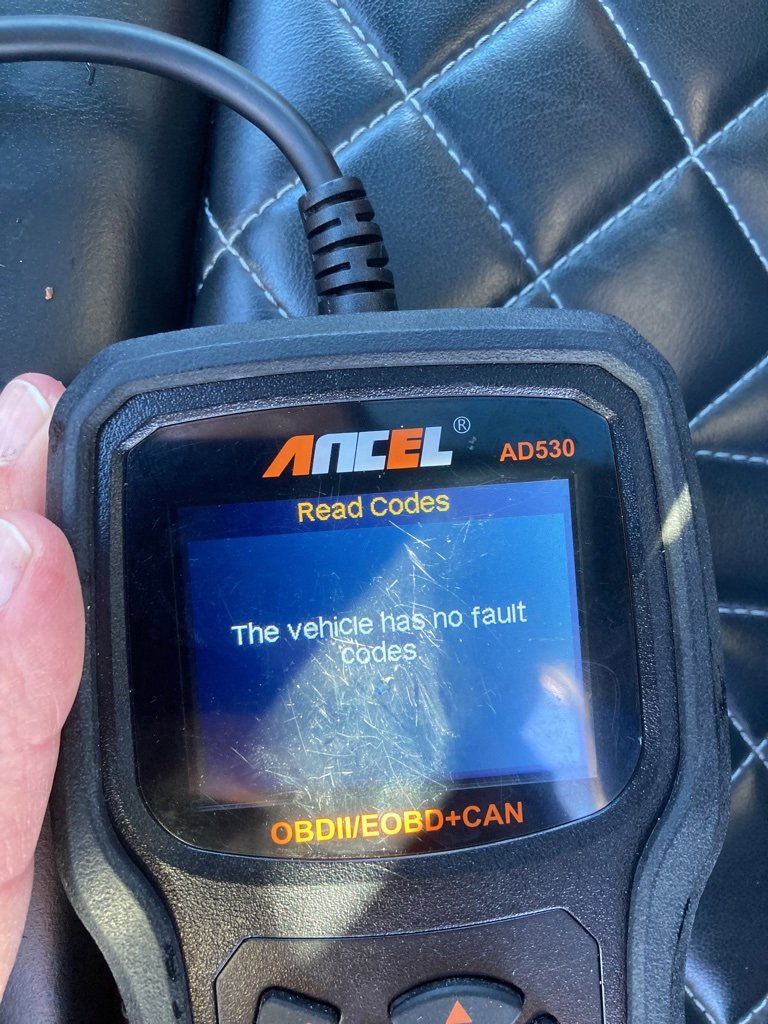 ANCEL®
AD530
Read Codes
The vehicle has no fault
codes
OBDII/EOBD+CAN